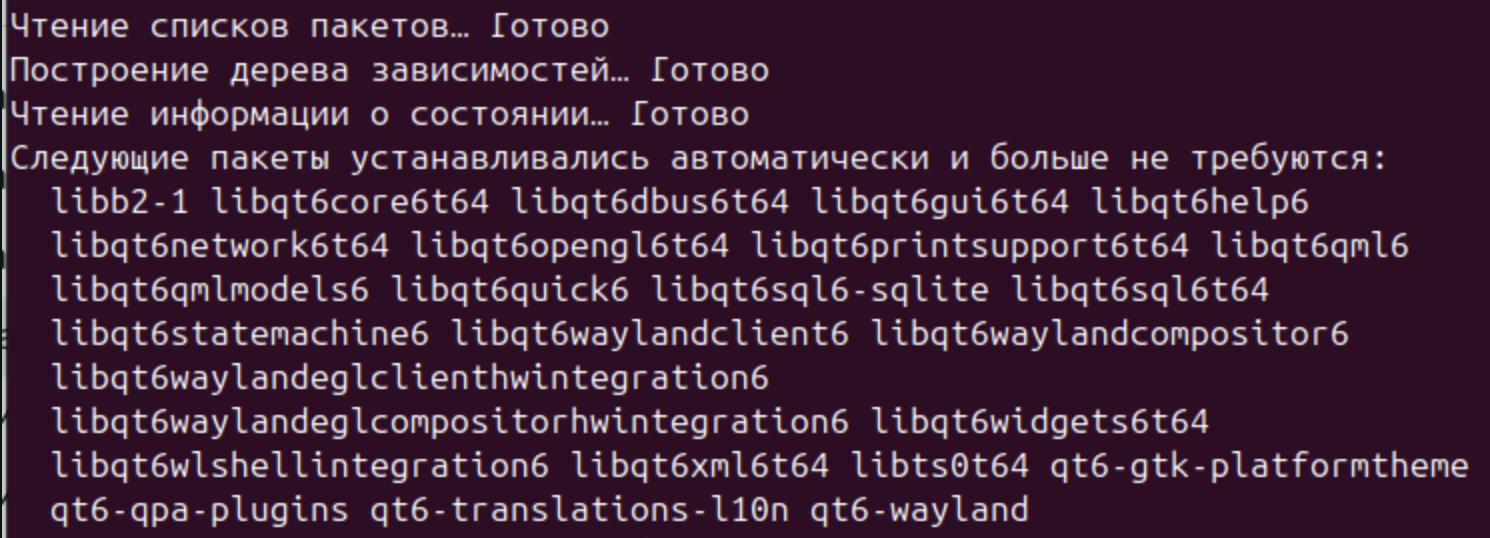 Чтение списков пакетов… Готово
Построение дерева зависимостей… Готово
Чтение информации о состоянии… Готово
Следующие пакеты устанавливались автоматически и больше не требуются:
libb2-1 libqt6core6t64 libqt6dbus6t64 libqt6gui6t64 libqt6help6
libqt6network6t64 libqt6opengl6t64 libqt6printsupport6t64 libqt6qml6
libqt6qmlmodels6 libqt6quick6 libqt6sql6-sqlite libqt6sql6t64
libqt6statemachine6 libqt6waylandclient6 libqt6waylandcompositor6
libqt6waylandeglclienthwintegration6
libqt6waylandeglcompositorhwintegration6 libqt6widgets6t64
libqt6wlshellintegration6 libqt6xml6t64 libts0t64 qt6-gtk-platformtheme
qt6-qpa-plugins qt6-translations-l10n qt6-wayland